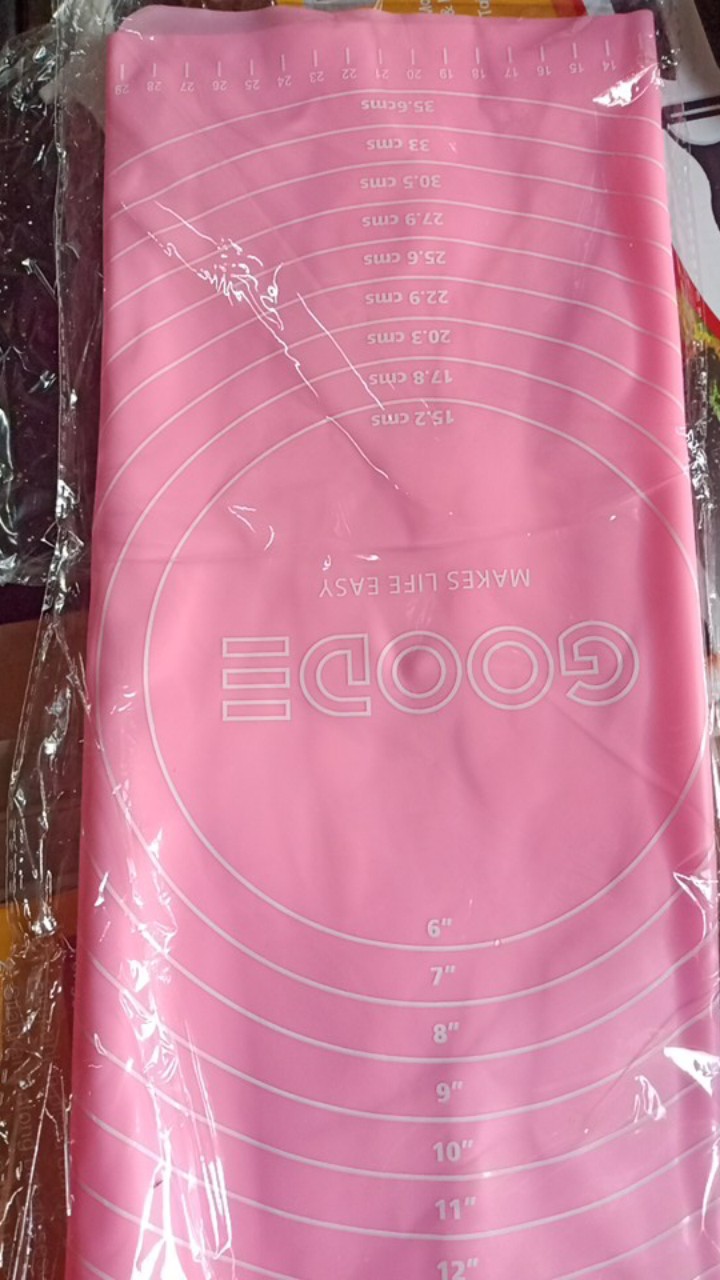 29 28 27 26 25 24 23 22 21 20 19 18 17 16 15 14
35.6cms
33 cms
30.5 cms
27.9 cms
25.6 cms
22.9 cms
20.3 cms
17.8 cms
15.2 cms
MAKES LIFE EASY
GOODE
6"
7"
8"
9"
10"
11"
12"